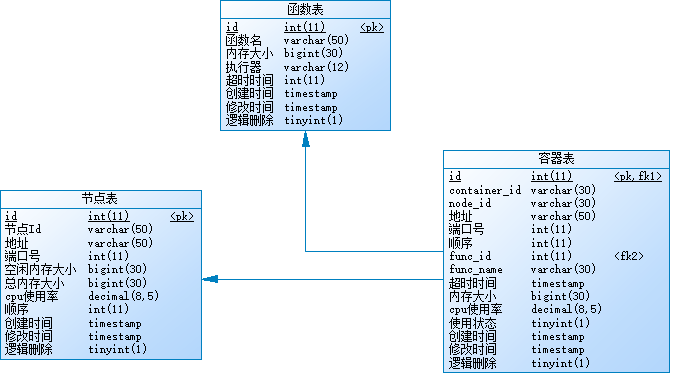 函数表
id int(11) <pk>
函数名 varchar(50)
内存大小 bigint(30)
执行器 varchar(12)
超时时间 int(11)
创建时间 timestamp
修改时间 timestamp
逻辑删除 tinyint(1)
节点表
id int(11) <pk>
节点Id varchar(50)
地址 varchar(50)
端口号 int(11)
空闲内存大小 bigint(30)
总内存大小 bigint(30)
cpu使用率 decimal(8,5)
顺序 int(11)
创建时间 timestamp
修改时间 timestamp
逻辑删除 tinyint(1)
容器表
id int(11) <pk,fk1>
container_id varchar(30)
node_id varchar(30)
地址 varchar(50)
端口号 int(11)
顺序 int(11)
func_id int(11) <fk2>
func_name varchar(30)
超时时间 timestamp
内存大小 bigint(30)
cpu使用率 decimal(8,5)
使用状态 tinyint(1)
创建时间 timestamp
修改时间 timestamp
逻辑删除 tinyint(1)